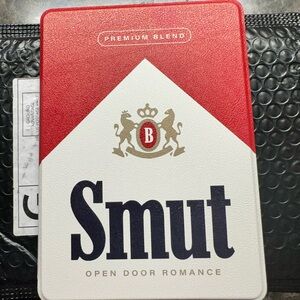 PREMIUM BLEND
B
Smut
OPEN DOOR ROMANCE